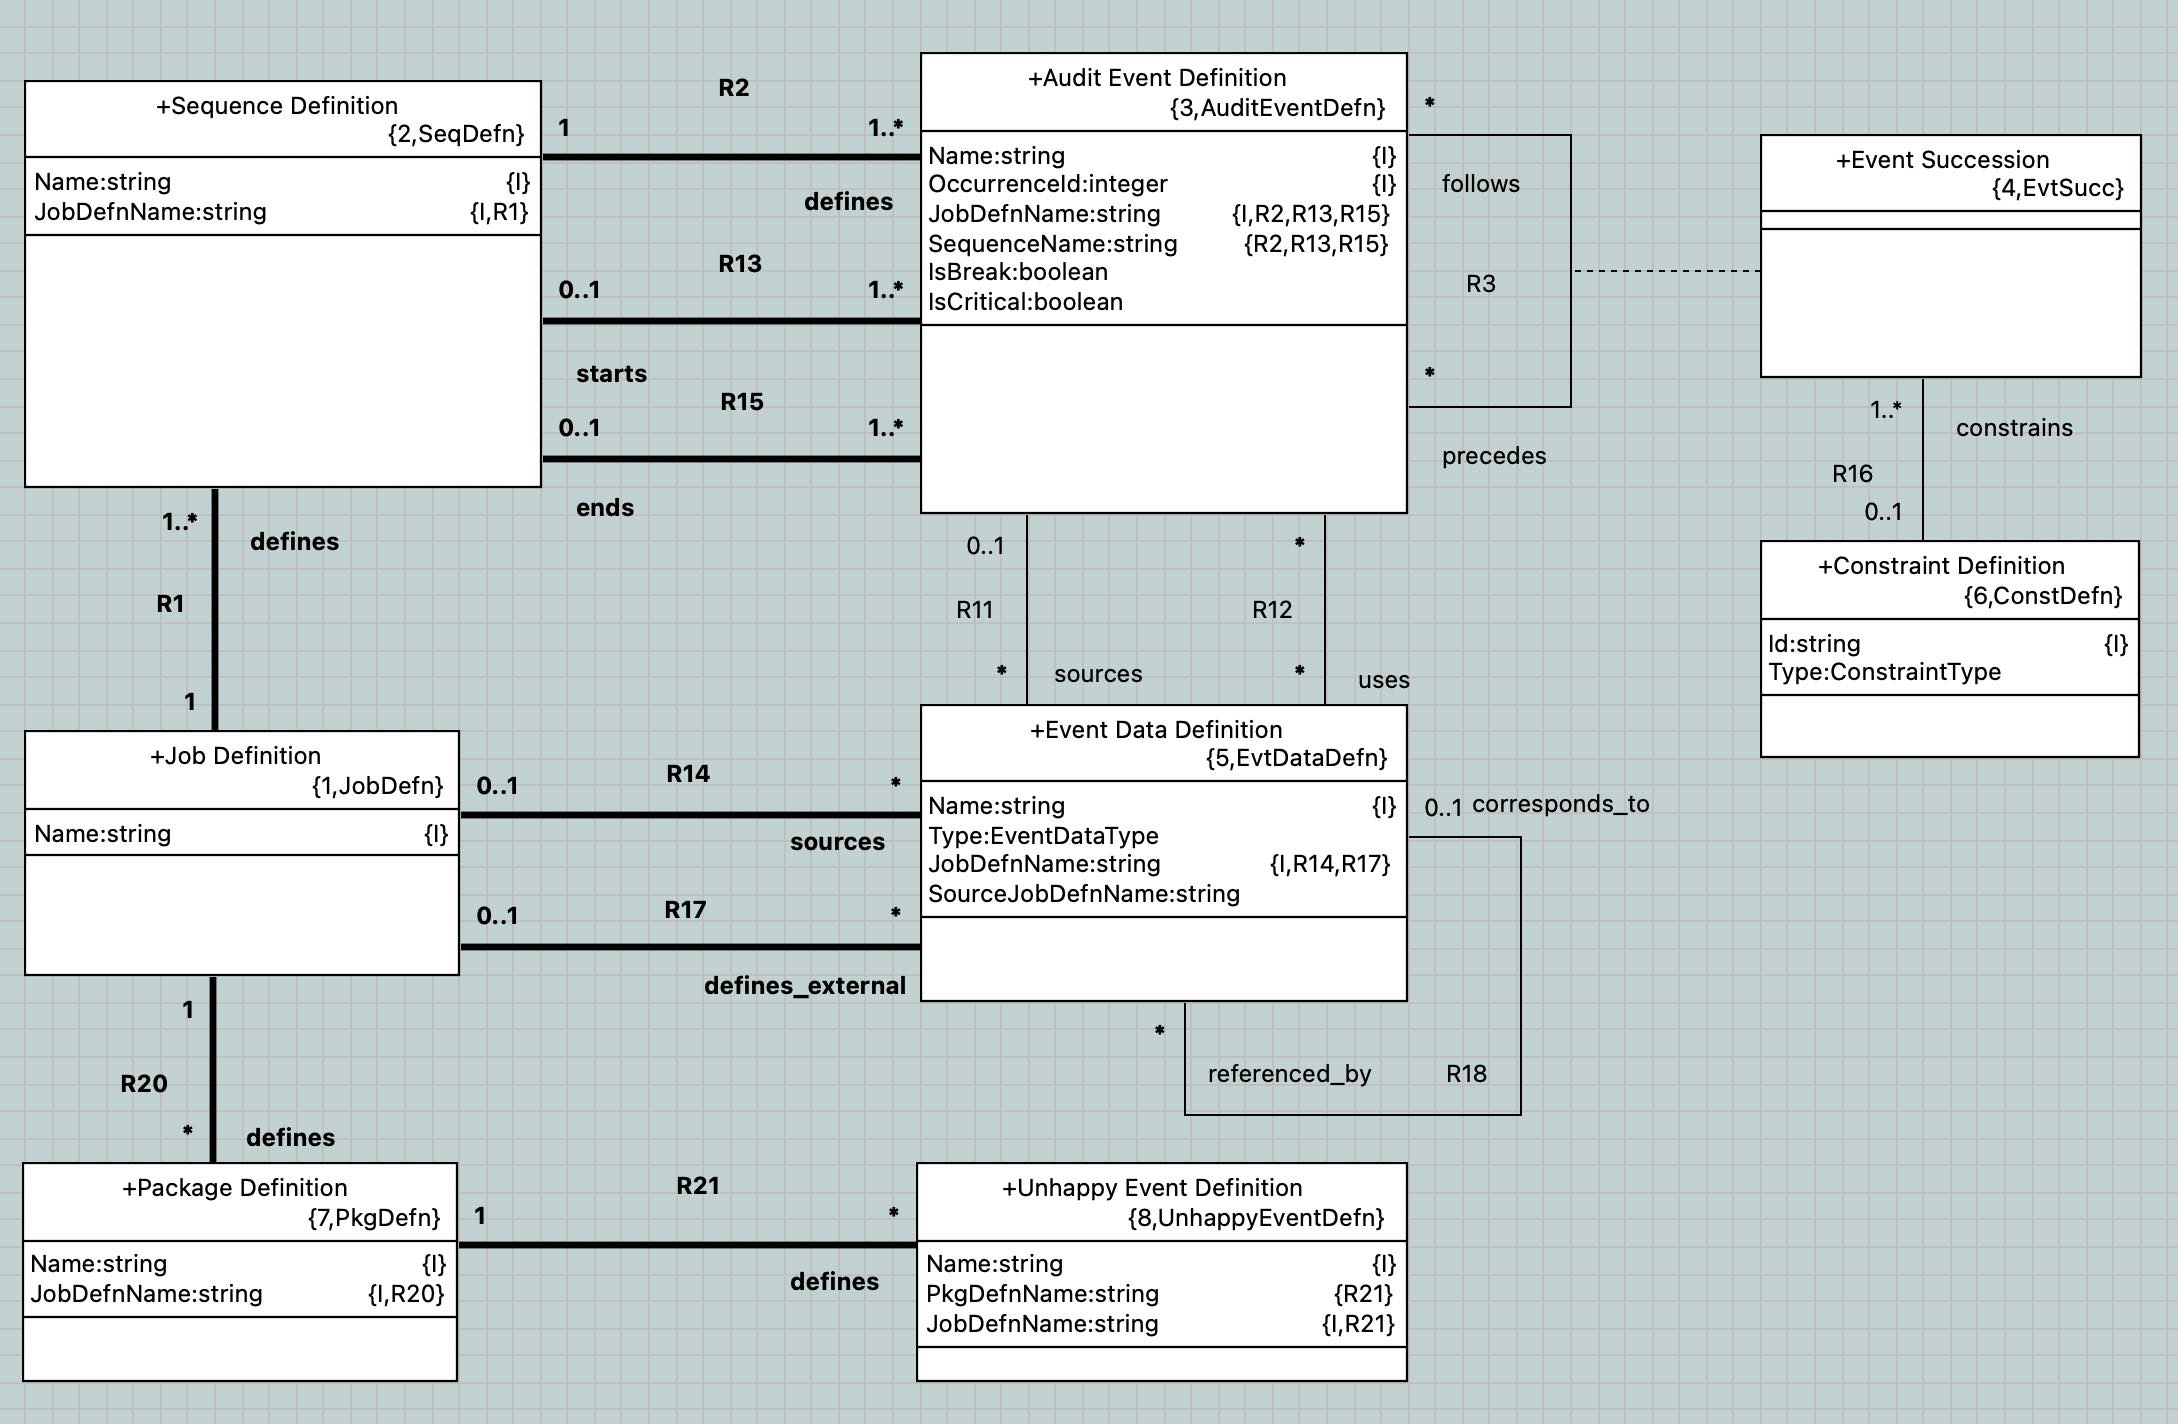 +Sequence Definition
{2,SeqDefn}
Name:string {I}
JobDefnName:string {I,R1}
R2
1 1..*
defines
R13
0..1 1..*
starts
R15
0..1 1..*
ends
+Audit Event Definition
{3,AuditEventDefn}
Name:string {I}
OccurrenceId:integer {I}
JobDefnName:string {I,R2,R13,R15}
SequenceName:string {R2,R13,R15}
IsBreak:boolean
IsCritical:boolean
*
follows
R3
*
precedes
+Event Succession
{4,EvtSucc}
1..*
constrains
R16
0..1
+Constraint Definition
{6,ConstDefn}
Id:string {I}
Type:ConstraintType
1..*
defines
R1
1
0..1
R11
* sources
*
R12
* uses
+Job Definition
{1,JobDefn}
Name:string {I}
R14
0..1 *
sources
R17
0..1 *
defines_external
+Event Data Definition
{5,EvtDataDefn}
Name:string {I}
Type:EventDataType
JobDefnName:string {I,R14,R17}
SourceJobDefnName:string
0..1 corresponds_to
*
referenced_by R18
1
R20
*
defines
+Package Definition
{7,PkgDefn}
Name:string {I}
JobDefnName:string {I,R20}
R21
1 *
defines
+Unhappy Event Definition
{8,UnhappyEventDefn}
Name:string {I}
PkgDefnName:string {R21}
JobDefnName:string {I,R21}